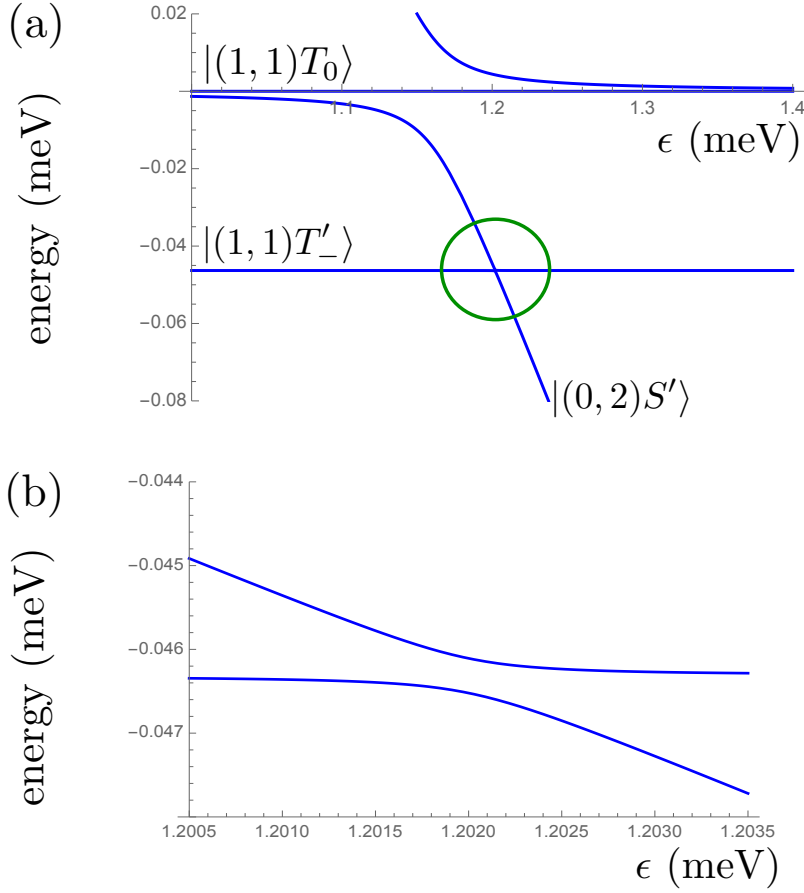 (a)
0.02
|(1, 1)T₀⟩
1.1 1.2 1.3 1.4
ϵ (meV)
−0.02
−0.04
|(1, 1)T′₋⟩
−0.06
−0.08
|(0, 2)S′⟩
energy (meV)
(b)
−0.044
−0.045
−0.046
−0.047
energy (meV)
1.2005 1.2010 1.2015 1.2020 1.2025 1.2030 1.2035
ϵ (meV)